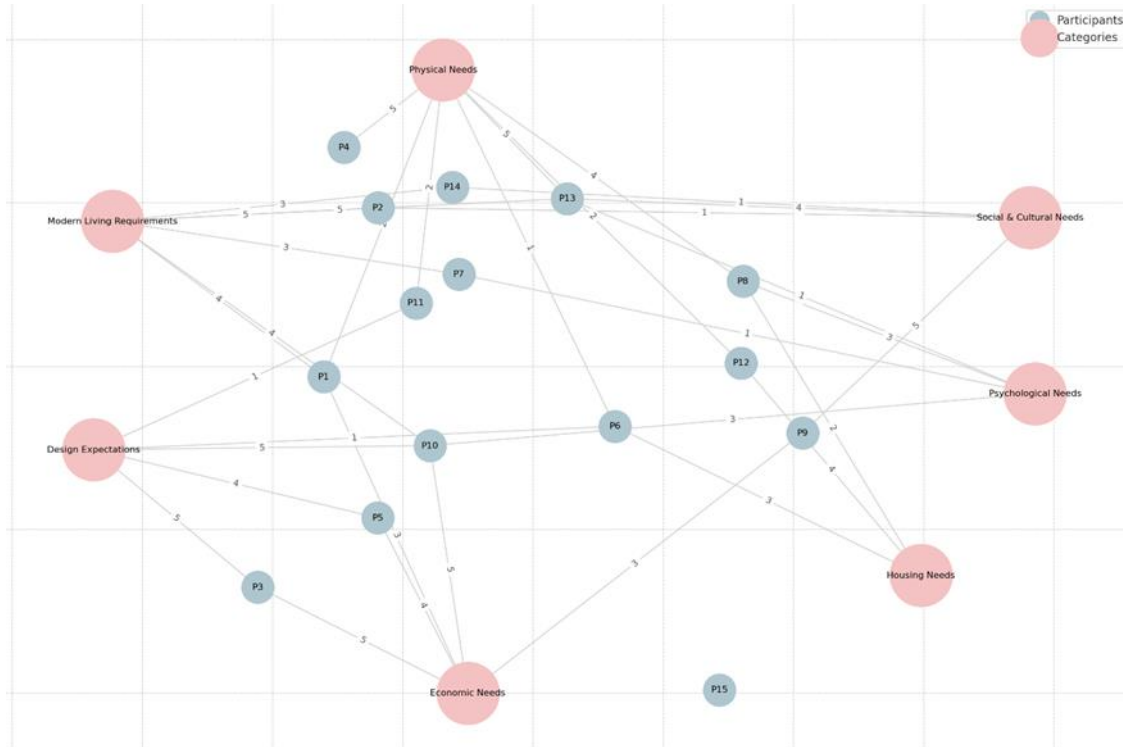 Participants
Categories
Physical Needs
5
P4
5
4
P14
2
P13
3
P2
5
5
1
4
1
2
Modern Living Requirements
Social & Cultural Needs
1
3
P7
P8
1
P11
4
4
5
3
1
P12
1
P1
Psychological Needs
3
P6
P9
1
P10
5
2
Design Expectations
4
4
3
P5
5
3
5
3
Housing Needs
P3
4
5
Economic Needs
P15